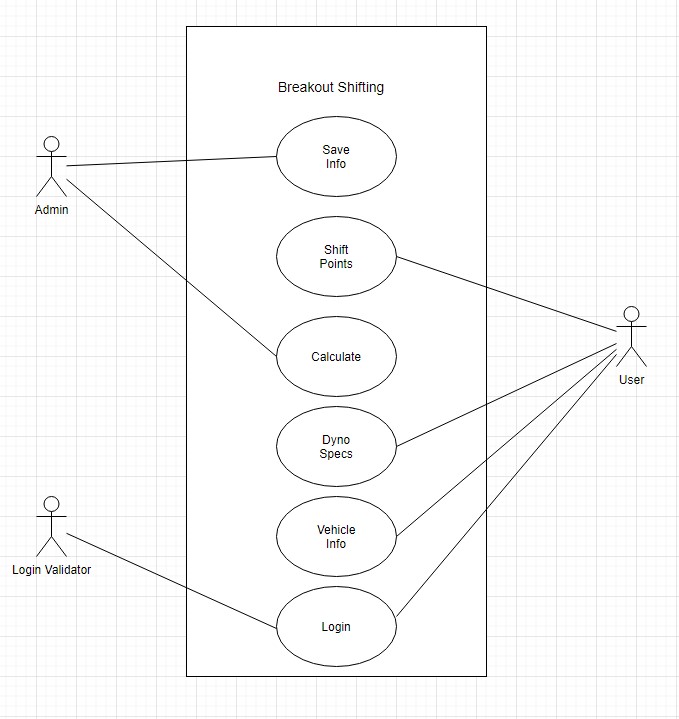 Breakout Shifting
Save
Info
Admin
Shift
Points
Calculate
User
Dyno
Specs
Vehicle
Info
Login Validator
Login